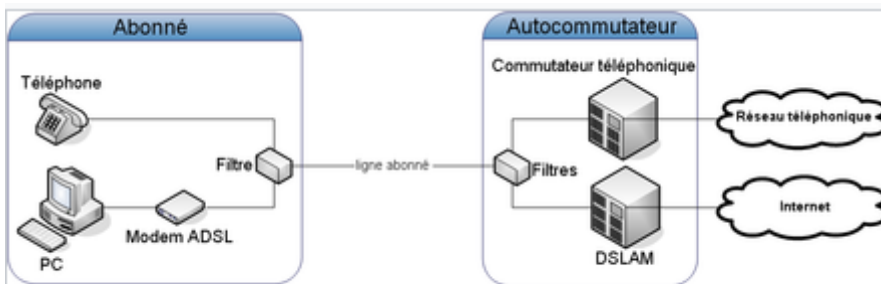 Abonné
Autocommutateur
Commutateur téléphonique
Téléphone
Réseau téléphonique
Filtre
ligne abonné
Filtres
Internet
Modem ADSL
PC
DSLAM